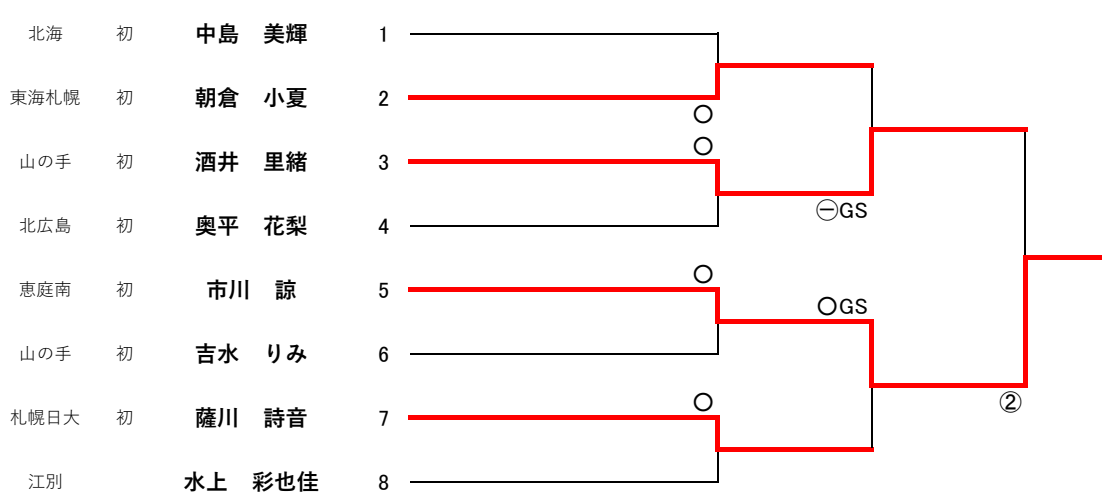 北海 初 中島 美輝 1
東海札幌 初 朝倉 小夏 2
○
○
山の手 初 酒井 里緒 3
㊀GS
北広島 初 奥平 花梨 4
○
恵庭南 初 市川 諒 5
○GS
山の手 初 吉水 りみ 6
○
②
札幌日大 初 薩川 詩音 7
江別 水上 彩也佳 8